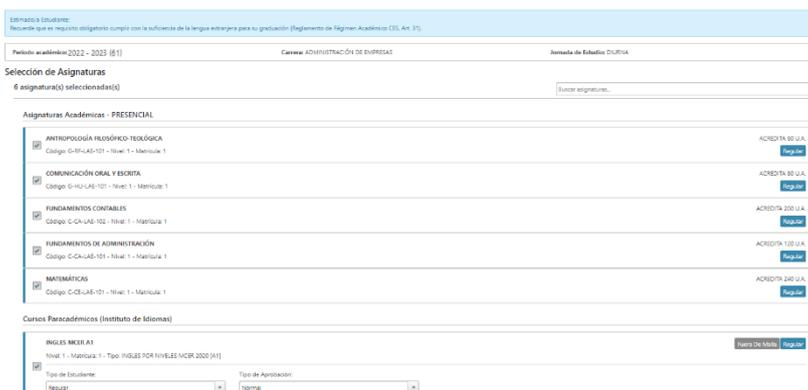 Estimado/a Estudiante:
Recuerde que es requisito obligatorio cumplir con la suficiencia de la lengua extranjera para su graduación (Reglamento de Régimen Académico CES, Art. 31).
Período académico: 2022 - 2023 (61) Carrera: ADMINISTRACIÓN DE EMPRESAS Jornada de Estudio: DIURNA
Selección de Asignaturas
6 asignatura(s) seleccionadas(s)
Buscar asignaturas...
Asignaturas Académicas - PRESENCIAL
ANTROPOLOGÍA FILOSÓFICO-TEOLÓGICA ACREDITA 80 U.A.
Código: G-RF-LAE-101 - Nivel: 1 - Matrícula: 1 Regular
COMUNICACIÓN ORAL Y ESCRITA ACREDITA 80 U.A.
Código: G-HU-LAE-101 - Nivel: 1 - Matrícula: 1 Regular
FUNDAMENTOS CONTABLES ACREDITA 200 U.A.
Código: C-CA-LAE-102 - Nivel: 1 - Matrícula: 1 Regular
FUNDAMENTOS DE ADMINISTRACIÓN ACREDITA 120 U.A.
Código: C-CA-LAE-101 - Nivel: 1 - Matrícula: 1 Regular
MATEMÁTICAS ACREDITA 240 U.A.
Código: C-CE-LAE-101 - Nivel: 1 - Matrícula: 1 Regular
Cursos Paracadémicos (Instituto de Idiomas)
INGLES MCER A1 Fuera De Malla Regular
Nivel: 1 - Matrícula: 1 - Tipo: INGLES POR NIVELES MCER 2020 [A1]
Tipo de Estudiante: Tipo de Aprobación:
Regular Normal